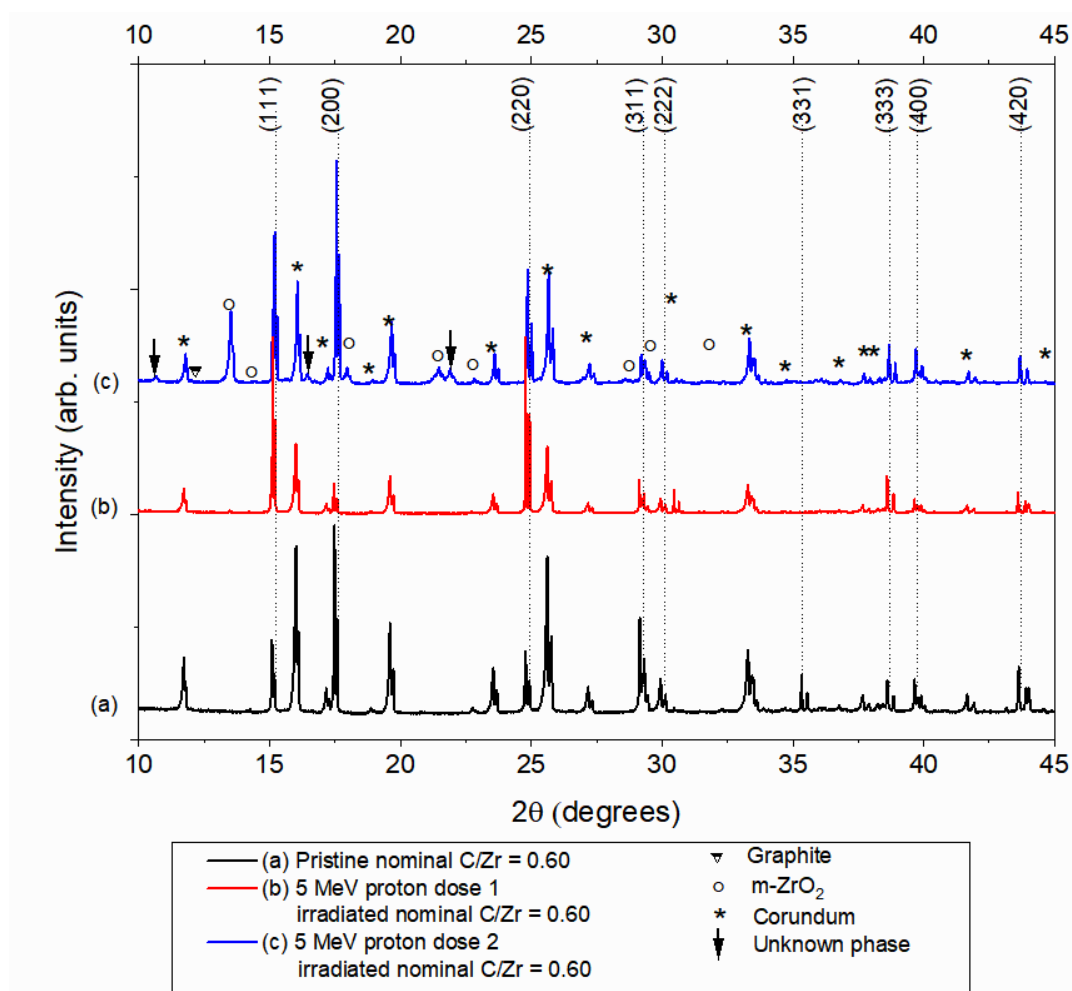 10 15 20 25 30 35 40 45
(111) (200) (220) (311) (222) (331) (333) (400) (420)
Intensity (arb. units)
(c)
(b)
(a)
10 15 20 25 30 35 40 45
2θ (degrees)
(a) Pristine nominal C/Zr = 0.60
(b) 5 MeV proton dose 1
irradiated nominal C/Zr = 0.60
(c) 5 MeV proton dose 2
irradiated nominal C/Zr = 0.60
Graphite
m-ZrO₂
Corundum
Unknown phase